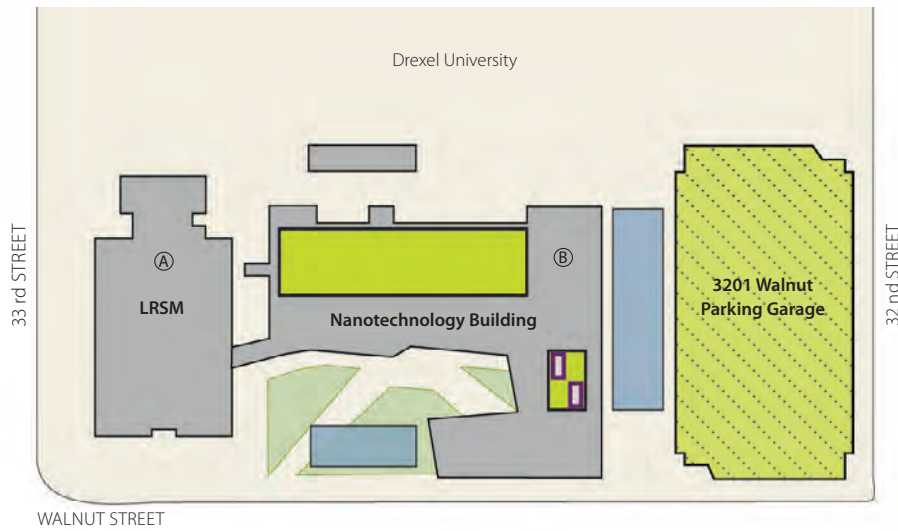 Drexel University
33 rd STREET
Ⓐ
LRSM
Ⓑ
Nanotechnology Building
3201 Walnut
Parking Garage
32 nd STREET
WALNUT STREET